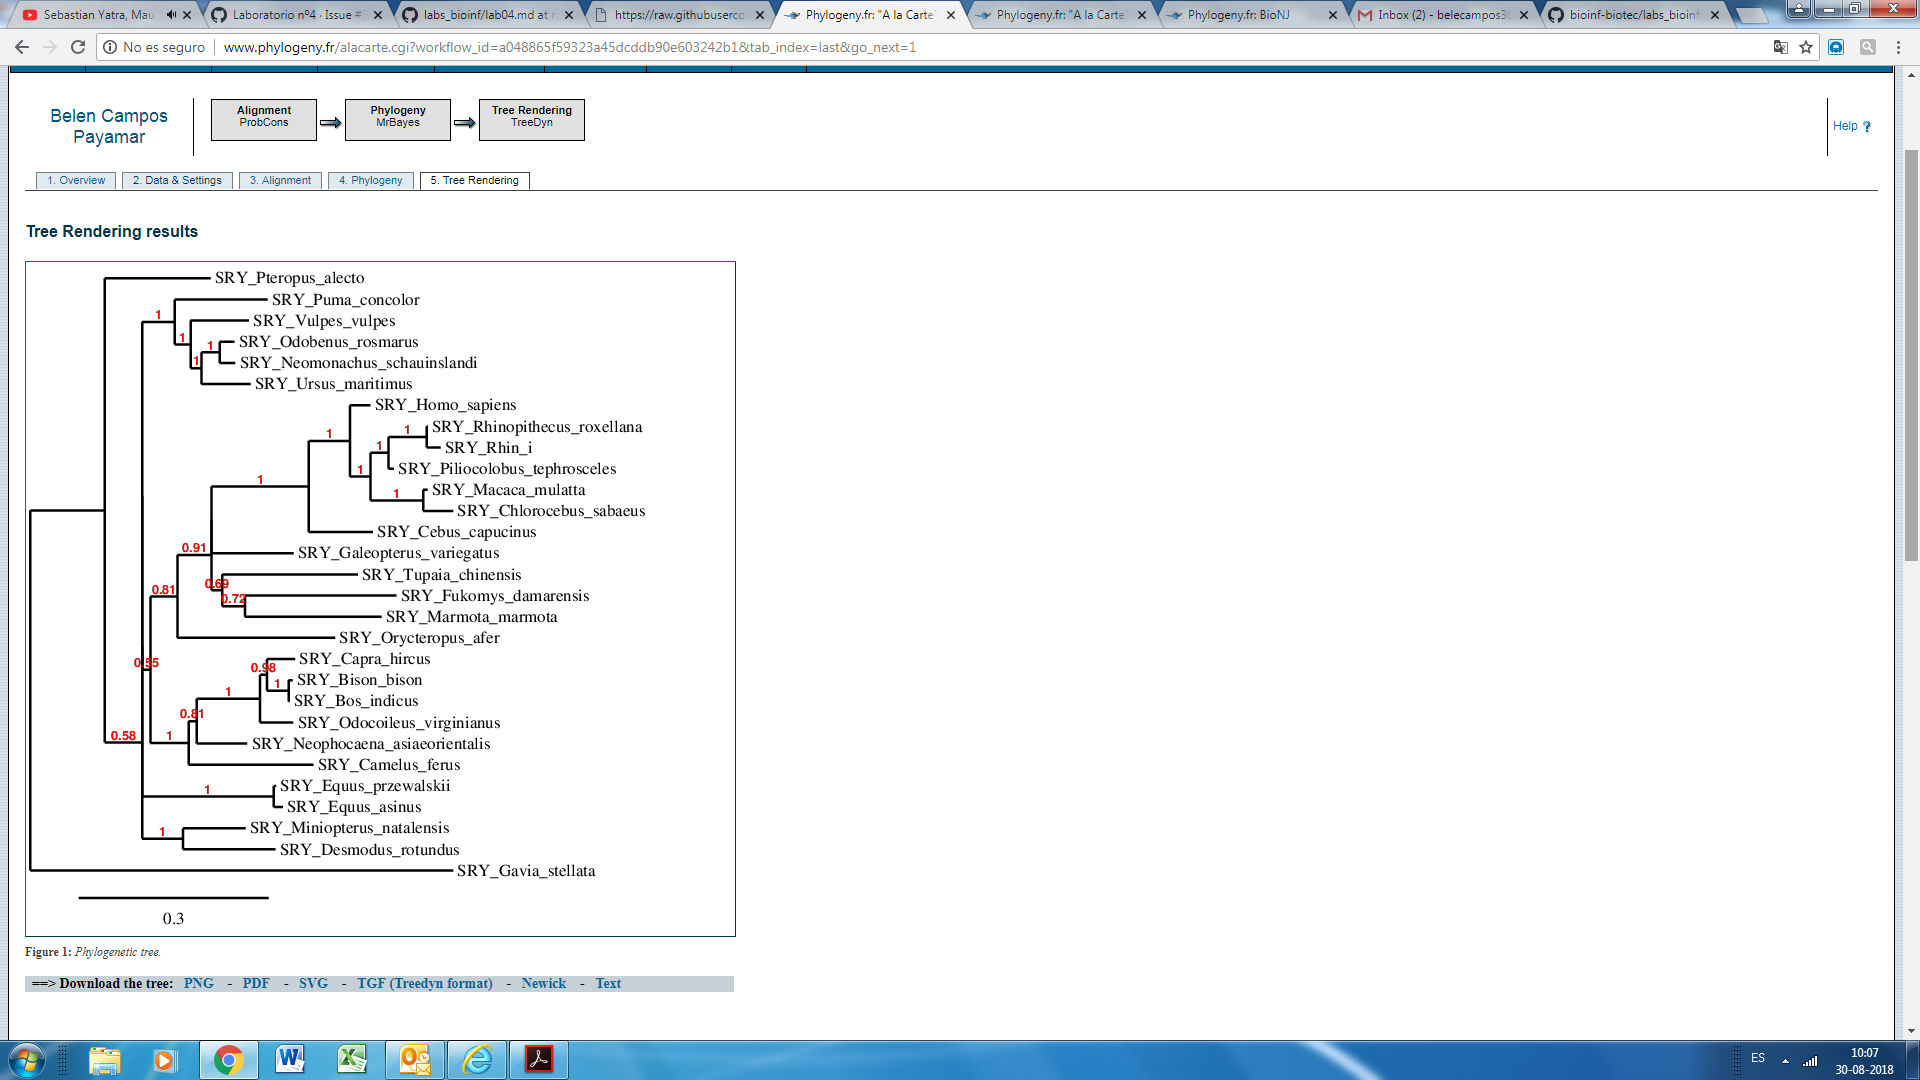 Sebastian Yatra, Mau
Laboratorio nº4 · Issue #
labs_bioinf/lab04.md at
https://raw.githubuserco
Phylogeny.fr: "A la Carte"
Phylogeny.fr: "A la Carte"
Phylogeny.fr: BioNJ
Inbox (2) - belecampos3
bioinf-biotec/labs_bioinf
No es seguro
www.phylogeny.fr/alacarte.cgi?workflow_id=a048865f59323a45dcddb90e603242b1&tab_index=last&go_next=1
Belen Campos
Payamar
Alignment
ProbCons
Phylogeny
MrBayes
Tree Rendering
TreeDyn
Help ?
1. Overview
2. Data & Settings
3. Alignment
4. Phylogeny
5. Tree Rendering
Tree Rendering results
SRY_Pteropus_alecto
SRY_Puma_concolor
1
SRY_Vulpes_vulpes
1
SRY_Odobenus_rosmarus
1
SRY_Neomonachus_schauinslandi
1
SRY_Ursus_maritimus
SRY_Homo_sapiens
1
SRY_Rhinopithecus_roxellana
1
SRY_Rhin_i
1
SRY_Piliocolobus_tephrosceles
1
1
SRY_Macaca_mulatta
1
SRY_Chlorocebus_sabaeus
SRY_Cebus_capucinus
0.91
SRY_Galeopterus_variegatus
SRY_Tupaia_chinensis
0.69
0.81
SRY_Fukomys_damarensis
0.72
SRY_Marmota_marmota
SRY_Orycteropus_afer
0.55
SRY_Capra_hircus
0.98
SRY_Bison_bison
1
1
SRY_Bos_indicus
0.81
SRY_Odocoileus_virginianus
0.58
1
SRY_Neophocaena_asiaeorientalis
SRY_Camelus_ferus
SRY_Equus_przewalskii
1
SRY_Equus_asinus
1
SRY_Miniopterus_natalensis
SRY_Desmodus_rotundus
SRY_Gavia_stellata
0.3
Figure 1: Phylogenetic tree.
==> Download the tree: PNG - PDF - SVG - TGF (Treedyn format) - Newick - Text
ES
10:07
30-08-2018